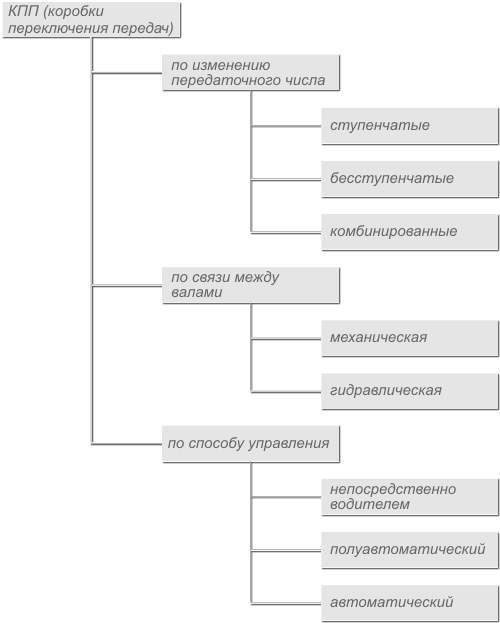 КПП (коробки
переключения передач)
по изменению
передаточного числа
ступенчатые
бесступенчатые
комбинированные
по связи между
валами
механическая
гидравлическая
по способу управления
непосредственно
водителем
полуавтоматический
автоматический